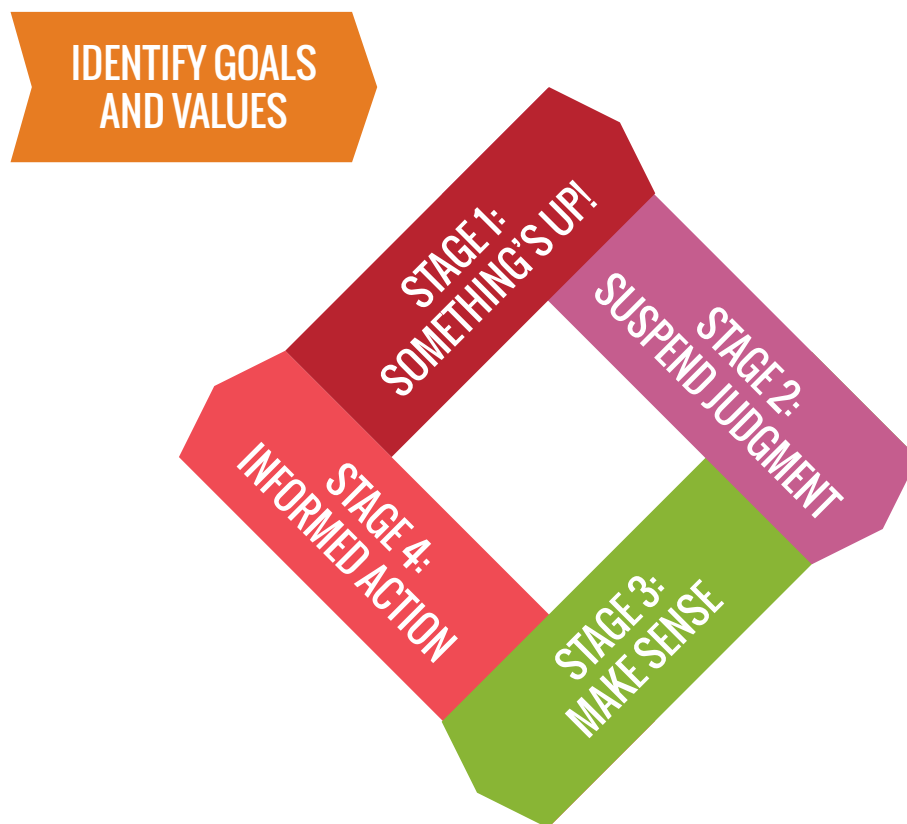 IDENTIFY GOALS
AND VALUES
STAGE 1:
SOMETHING'S UP!
STAGE 2:
SUSPEND JUDGMENT
STAGE 3:
MAKE SENSE
STAGE 4:
INFORMED ACTION